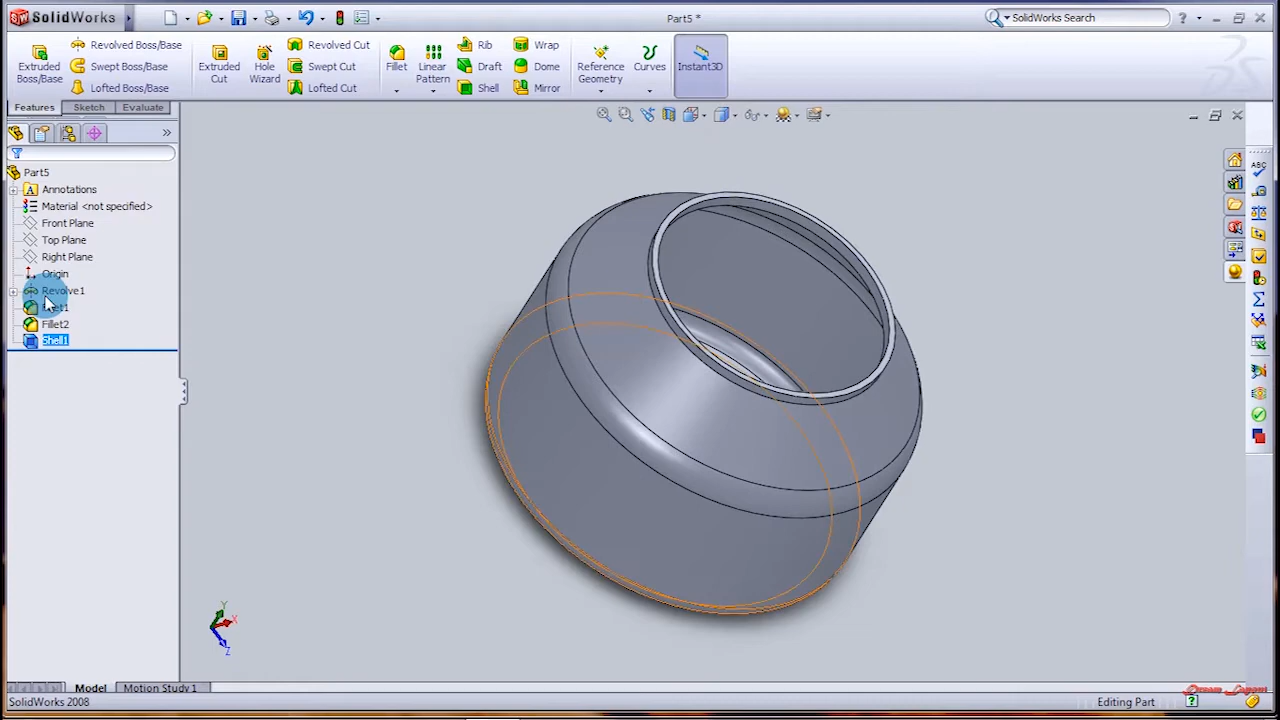 SolidWorks
Part5 *
SolidWorks Search
Extruded Boss/Base
Revolved Boss/Base
Swept Boss/Base
Lofted Boss/Base
Extruded Cut
Hole Wizard
Revolved Cut
Swept Cut
Lofted Cut
Fillet
Linear Pattern
Rib
Draft
Shell
Wrap
Dome
Mirror
Reference Geometry
Curves
Instant3D
Features Sketch Evaluate
Part5
Annotations
Material <not specified>
Front Plane
Top Plane
Right Plane
Origin
Revolve1
Fillet2
Shell1
Y
X
Z
Model Motion Study 1
SolidWorks 2008
Editing Part